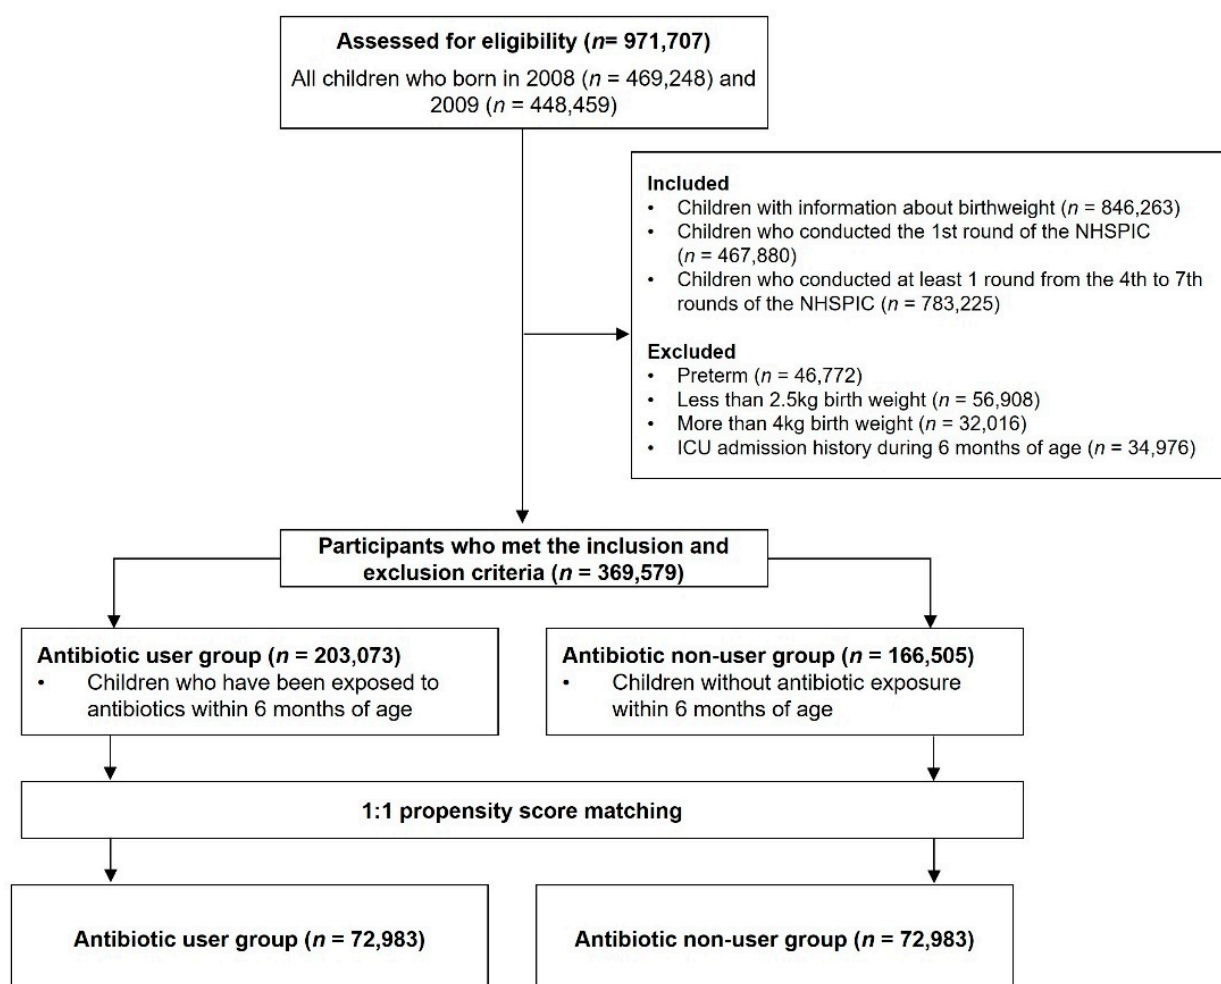 Assessed for eligibility (n= 971,707)
All children who born in 2008 (n = 469,248) and
2009 (n = 448,459)
Included
• Children with information about birthweight (n = 846,263)
• Children who conducted the 1st round of the NHSPIC
(n = 467,880)
• Children who conducted at least 1 round from the 4th to 7th
rounds of the NHSPIC (n = 783,225)
Excluded
• Preterm (n = 46,772)
• Less than 2.5kg birth weight (n = 56,908)
• More than 4kg birth weight (n = 32,016)
• ICU admission history during 6 months of age (n = 34,976)
Participants who met the inclusion and
exclusion criteria (n = 369,579)
Antibiotic user group (n = 203,073)
• Children who have been exposed to
antibiotics within 6 months of age
Antibiotic non-user group (n = 166,505)
• Children without antibiotic exposure
within 6 months of age
1:1 propensity score matching
Antibiotic user group (n = 72,983)
Antibiotic non-user group (n = 72,983)